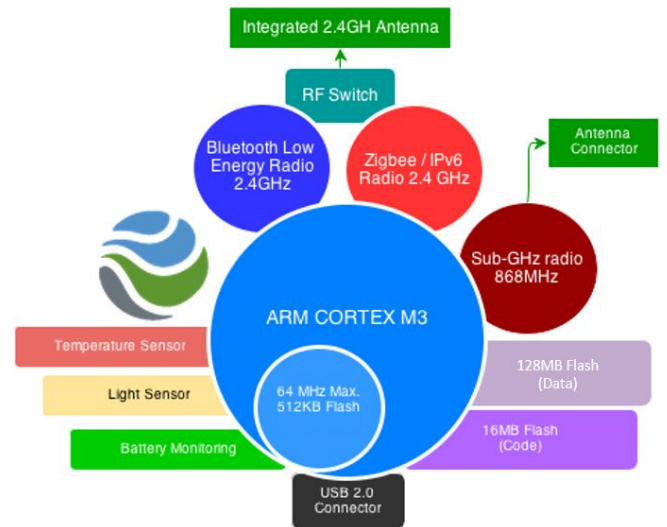 Integrated 2.4GH Antenna
RF Switch
Bluetooth Low
Energy Radio
2.4GHz
Zigbee / IPv6
Radio 2.4 GHz
Antenna
Connector
Sub-GHz radio
868MHz
ARM CORTEX M3
Temperature Sensor
Light Sensor
Battery Monitoring
64 MHz Max.
512KB Flash
128MB Flash
(Data)
16MB Flash
(Code)
USB 2.0
Connector